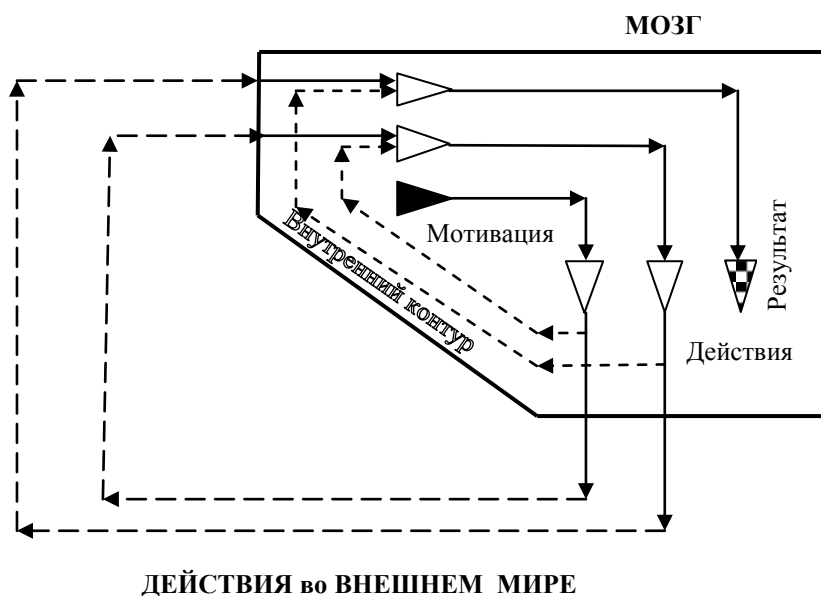 МОЗГ
Мотивация
Внутренний контур
Результат
Действия
ДЕЙСТВИЯ во ВНЕШНЕМ МИРЕ